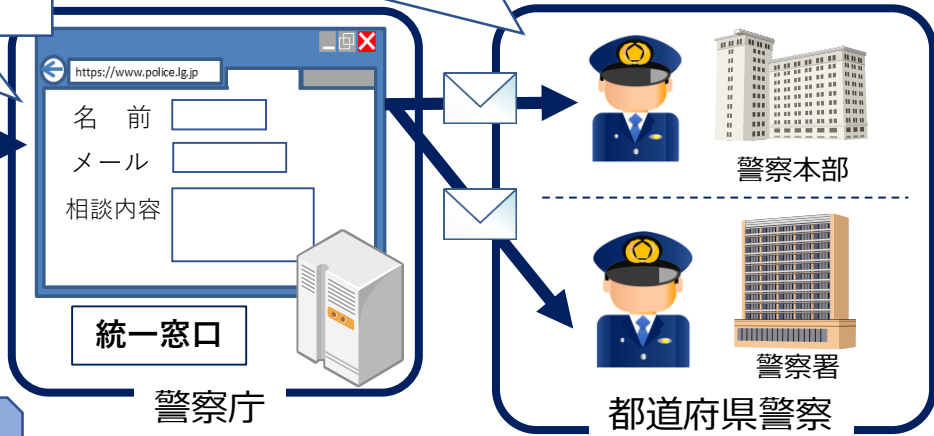 https://www.police.lg.jp
名　前
メール
相談内容
統一窓口
警察庁
警察本部
警察署
都道府県警察